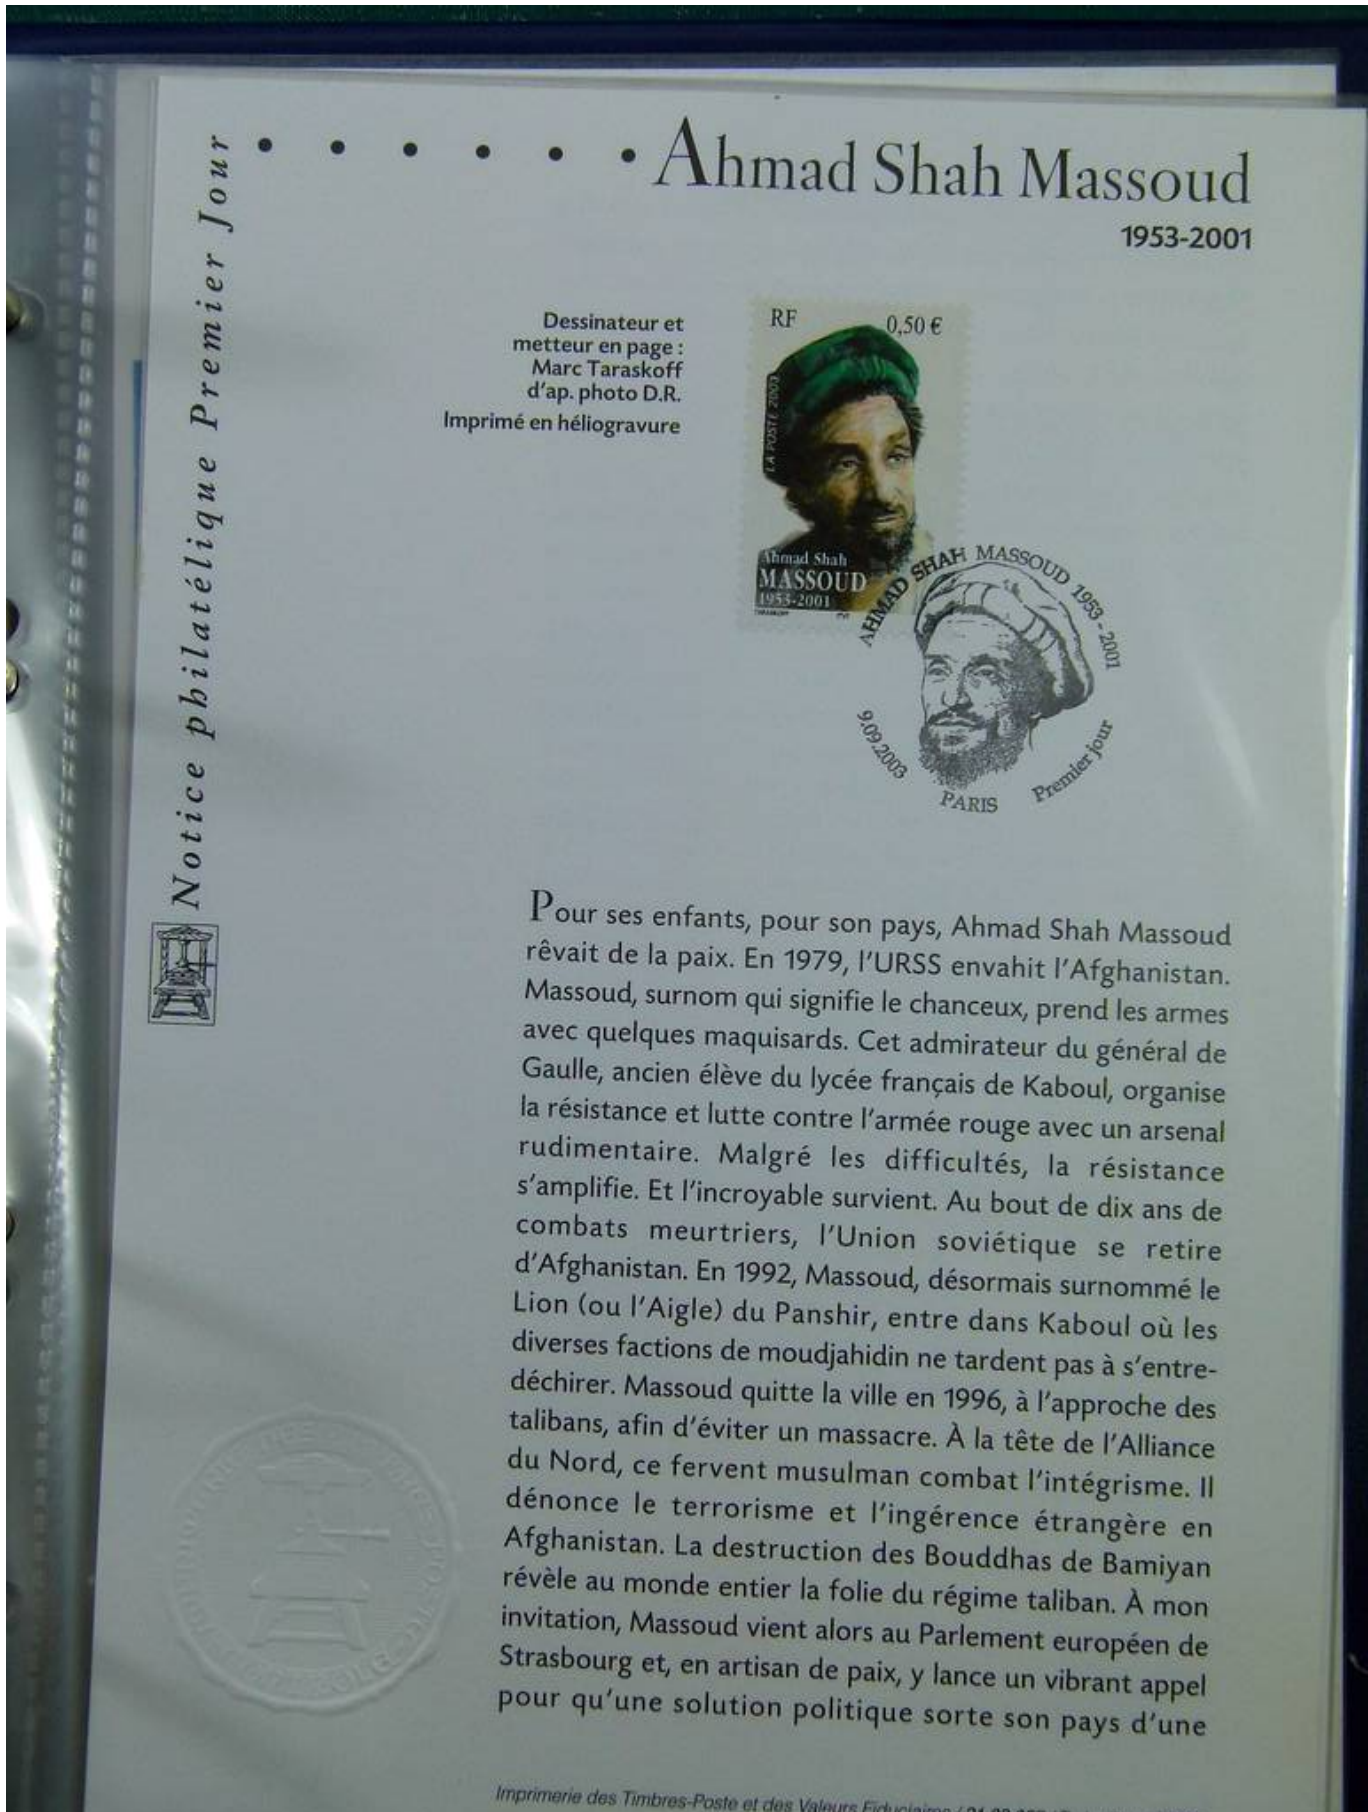 Notice philatélique Premier Jour
Ahmad Shah Massoud
1953-2001
Dessinateur et
metteur en page :
Marc Taraskoff
d'ap. photo D.R.
Imprimé en héliogravure
RF
0,50 €
LA POSTE 2003
Ahmad Shah
MASSOUD
1953-2001
TARASKOFF
AHMAD SHAH MASSOUD 1953 - 2001
9.09.2003
PARIS
Premier jour
Pour ses enfants, pour son pays, Ahmad Shah Massoud
rêvait de la paix. En 1979, l'URSS envahit l'Afghanistan.
Massoud, surnom qui signifie le chanceux, prend les armes
avec quelques maquisards. Cet admirateur du général de
Gaulle, ancien élève du lycée français de Kaboul, organise
la résistance et lutte contre l'armée rouge avec un arsenal
rudimentaire. Malgré les difficultés, la résistance
s'amplifie. Et l'incroyable survient. Au bout de dix ans de
combats meurtriers, l'Union soviétique se retire
d'Afghanistan. En 1992, Massoud, désormais surnommé le
Lion (ou l'Aigle) du Panshir, entre dans Kaboul où les
diverses factions de moudjahidin ne tardent pas à s'entre-
déchirer. Massoud quitte la ville en 1996, à l'approche des
talibans, afin d'éviter un massacre. À la tête de l'Alliance
du Nord, ce fervent musulman combat l'intégrisme. Il
dénonce le terrorisme et l'ingérence étrangère en
Afghanistan. La destruction des Bouddhas de Bamiyan
révèle au monde entier la folie du régime taliban. À mon
invitation, Massoud vient alors au Parlement européen de
Strasbourg et, en artisan de paix, y lance un vibrant appel
pour qu'une solution politique sorte son pays d'une
Imprimerie des Timbres-Poste et des Valeurs Fiduciaires